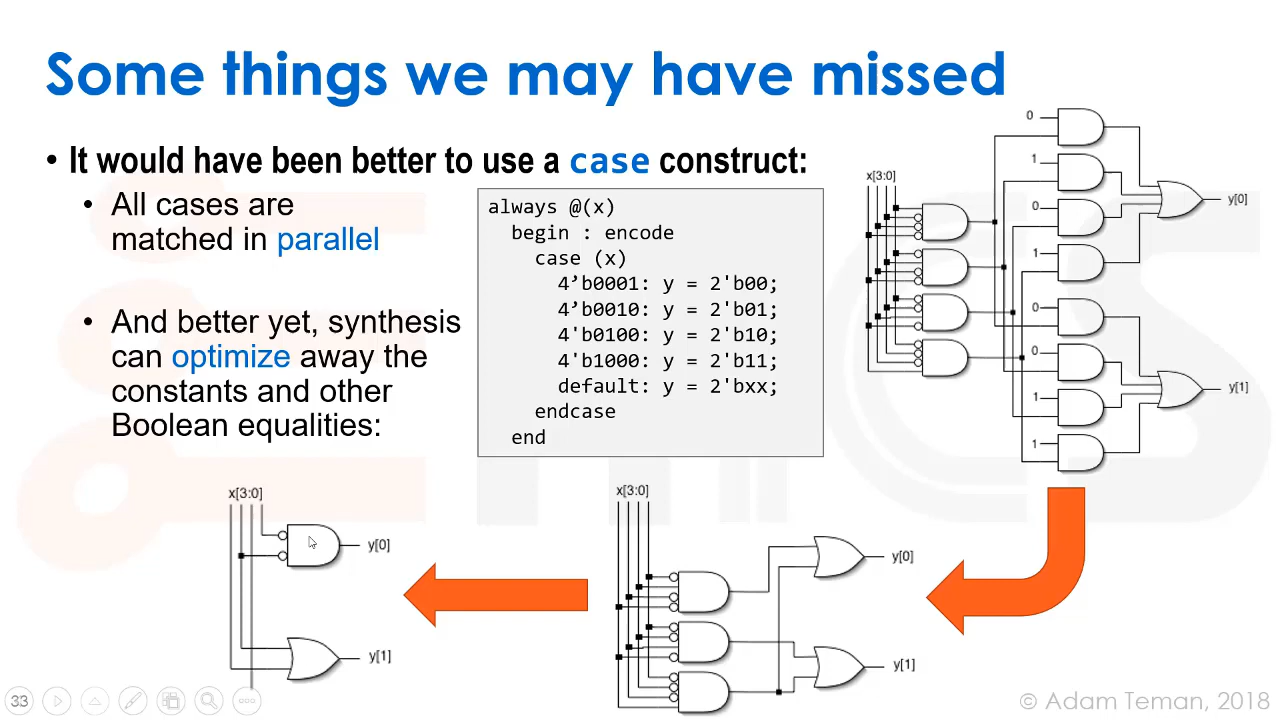 Some things we may have missed
• It would have been better to use a case construct:
• All cases are
matched in parallel
• And better yet, synthesis
can optimize away the
constants and other
Boolean equalities:
always @(x)
begin : encode
case (x)
4’b0001: y = 2'b00;
4’b0010: y = 2'b01;
4'b0100: y = 2'b10;
4'b1000: y = 2'b11;
default: y = 2'bxx;
endcase
end
x[3:0]
0
1
0
1
y[0]
0
0
1
1
y[1]
x[3:0]
y[0]
y[1]
x[3:0]
y[0]
y[1]
33
© Adam Teman, 2018